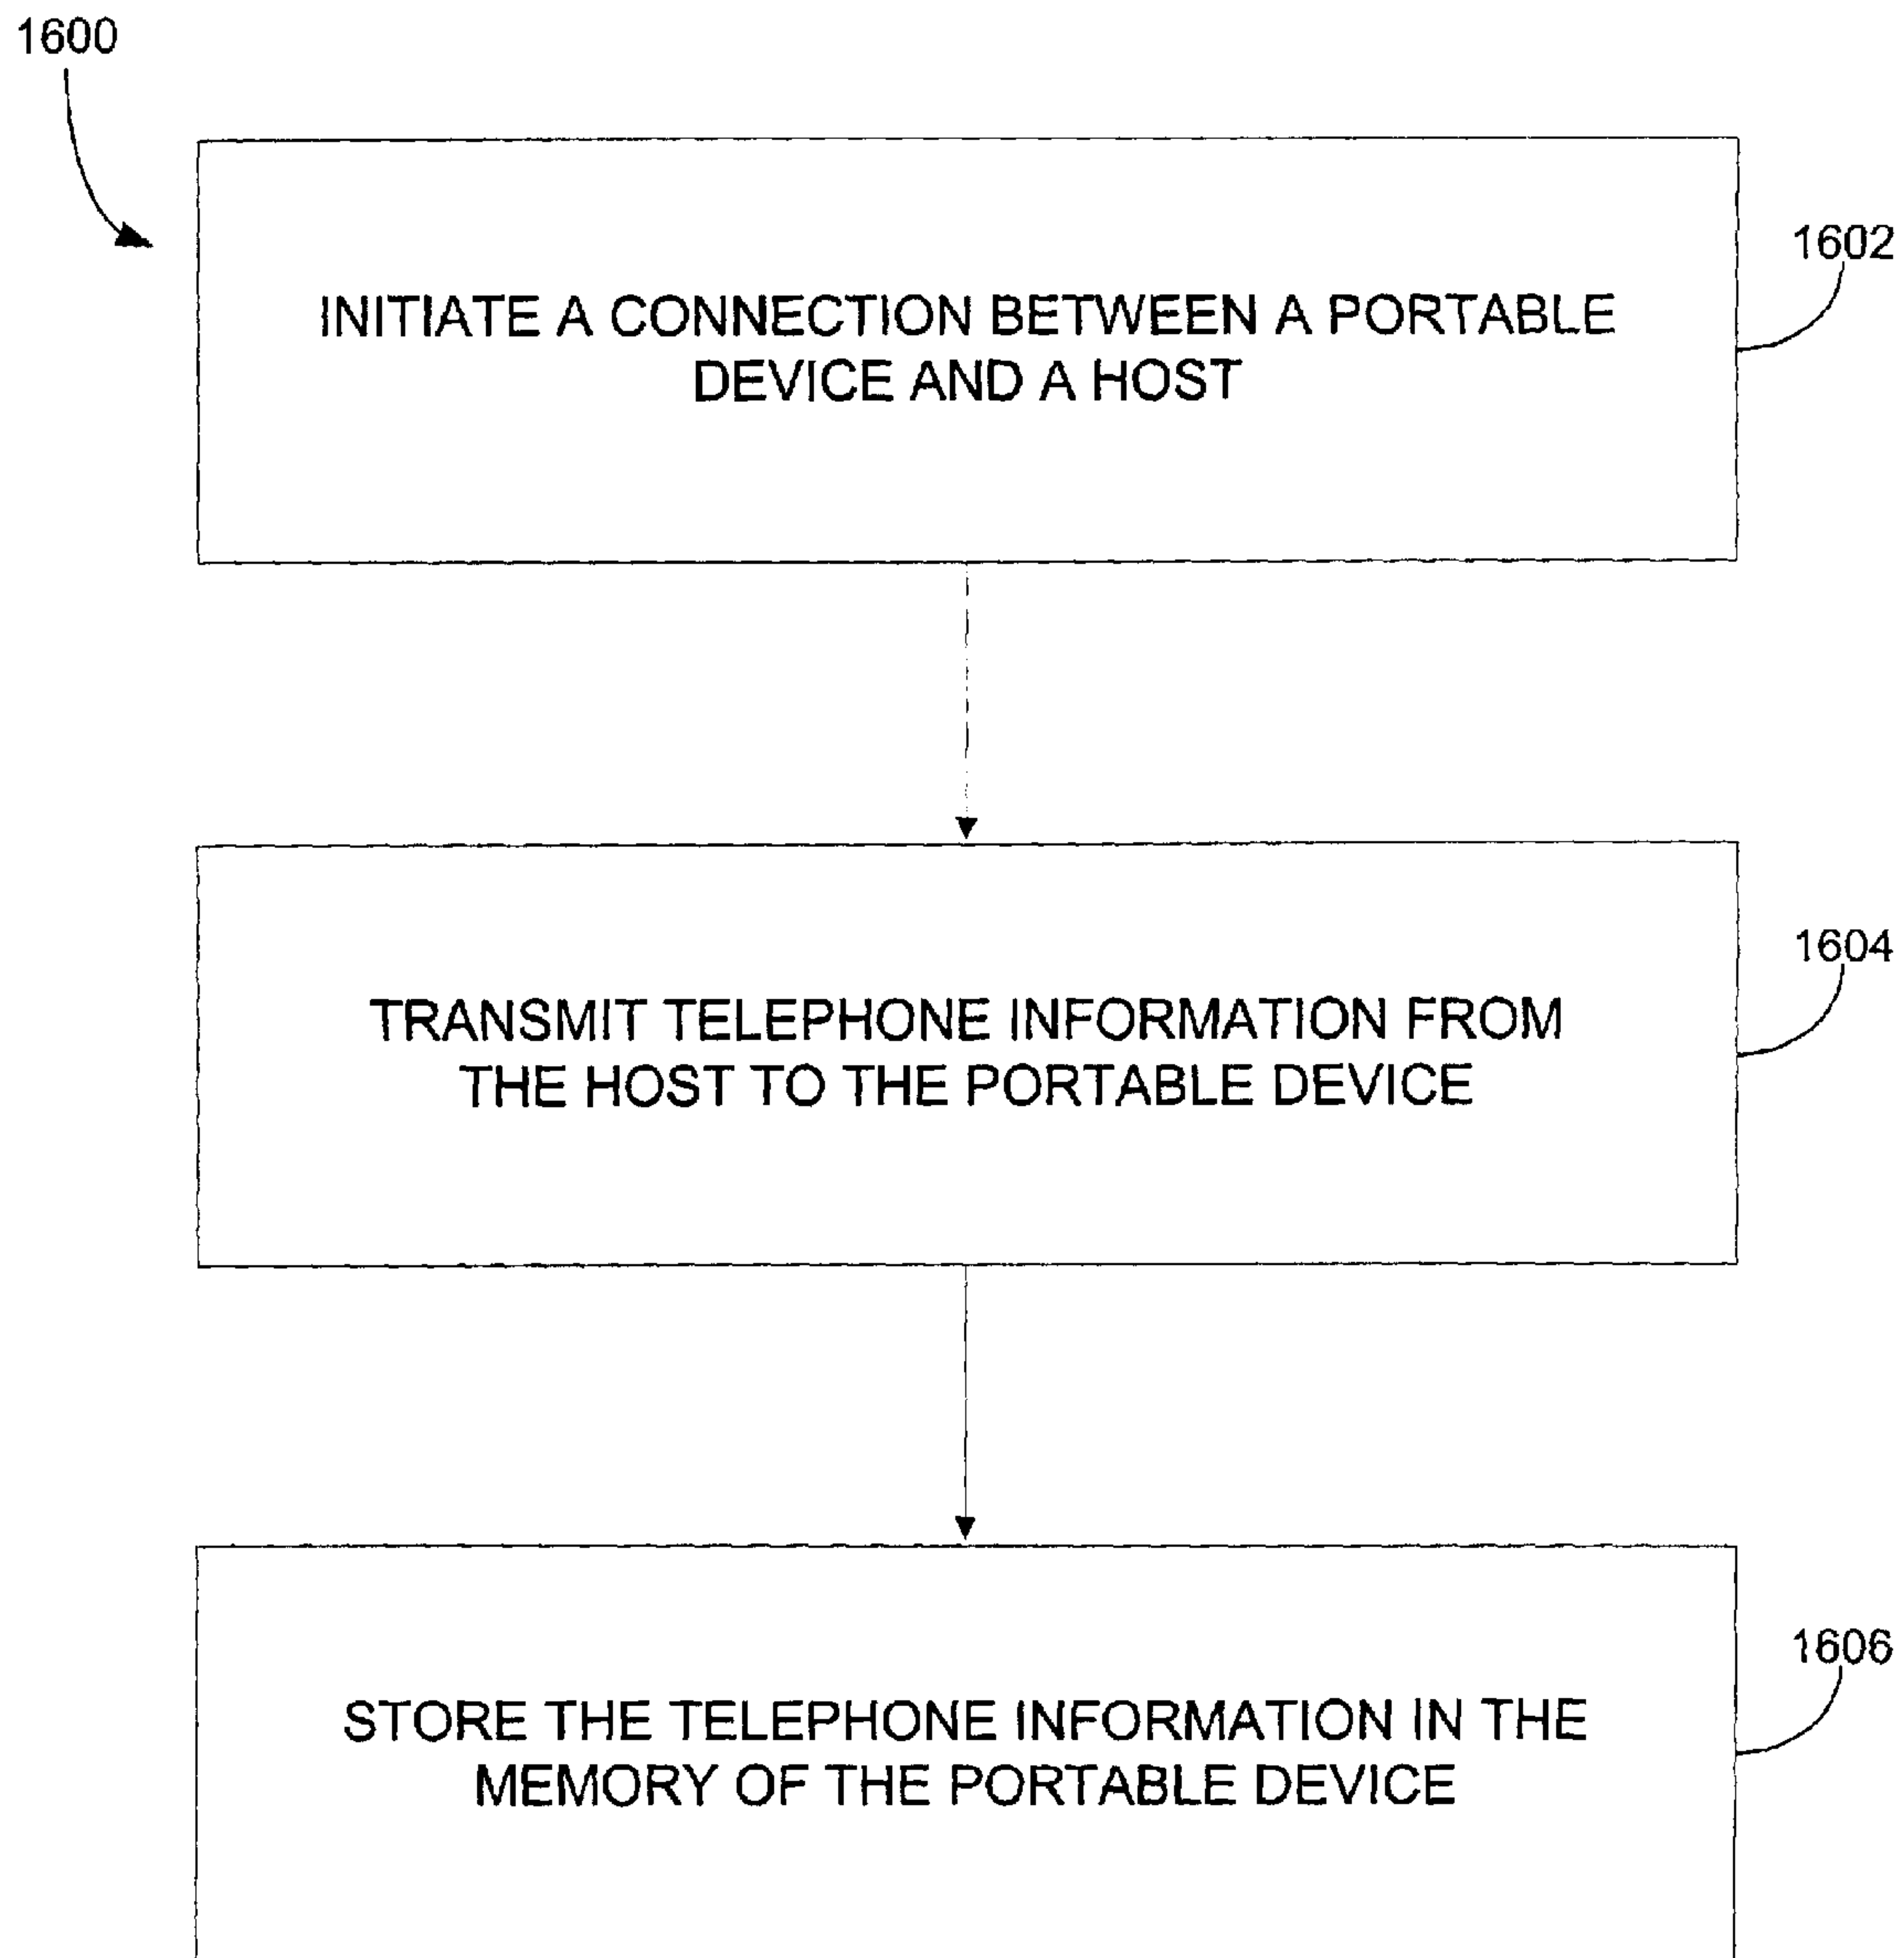 1600
1602
INITIATE A CONNECTION BETWEEN A PORTABLE
DEVICE AND A HOST
1604
TRANSMIT TELEPHONE INFORMATION FROM
THE HOST TO THE PORTABLE DEVICE
1606
STORE THE TELEPHONE INFORMATION IN THE
MEMORY OF THE PORTABLE DEVICE